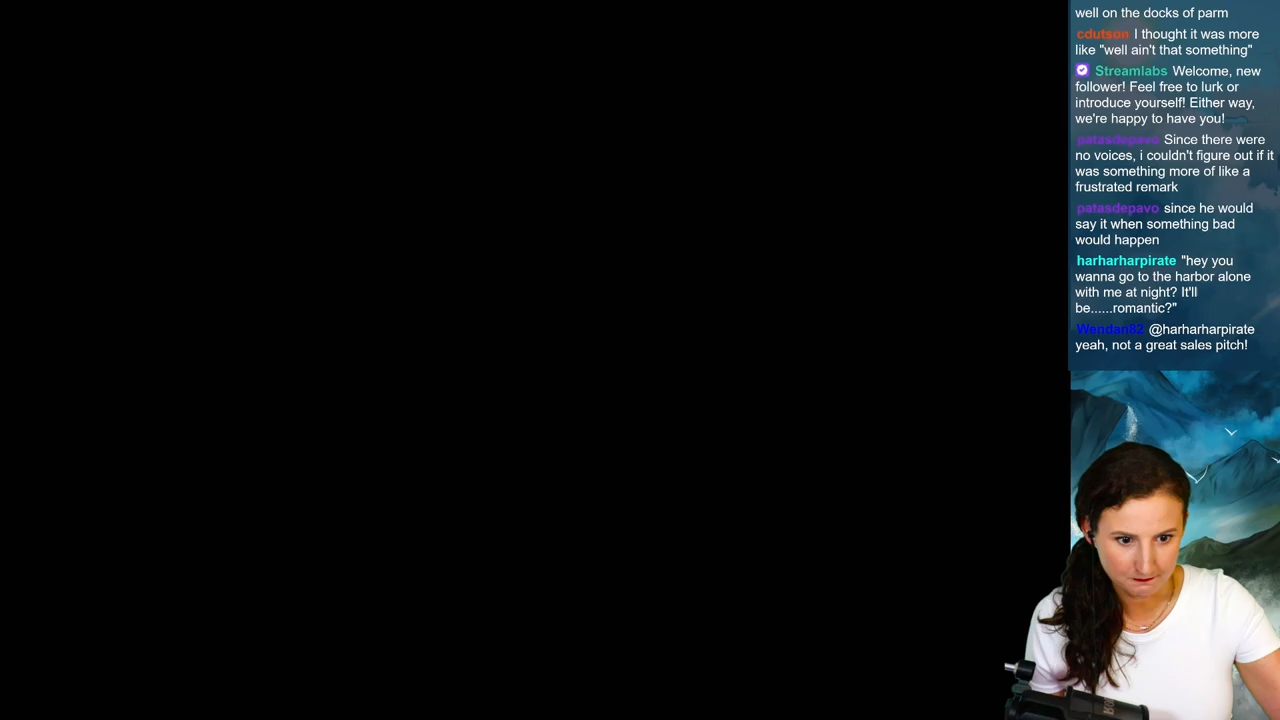 well on the docks of parm
cdutson I thought it was more
like "well ain't that something"
Streamlabs Welcome, new
follower! Feel free to lurk or
introduce yourself! Either way,
we're happy to have you!
patasdepavo Since there were
no voices, i couldn't figure out if it
was something more of like a
frustrated remark
patasdepavo since he would
say it when something bad
would happen
harharharpirate "hey you
wanna go to the harbor alone
with me at night? It'll
be......romantic?"
Wendan82 @harharharpirate
yeah, not a great sales pitch!